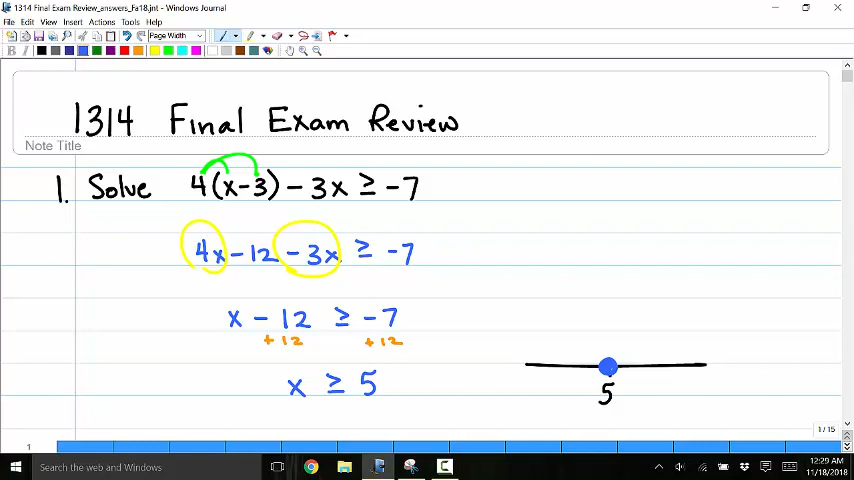 1314 Final Exam Review_answers_Fa18.jnt - Windows Journal
File Edit View Insert Actions Tools Help
Page Width
B I
1314 Final Exam Review
Note Title
1. Solve 4(x-3) - 3x ≥ -7
4x - 12 - 3x ≥ -7
x - 12 ≥ -7
+12 +12
x ≥ 5
5
1 / 15
1
Search the web and Windows
12:29 AM
11/18/2018